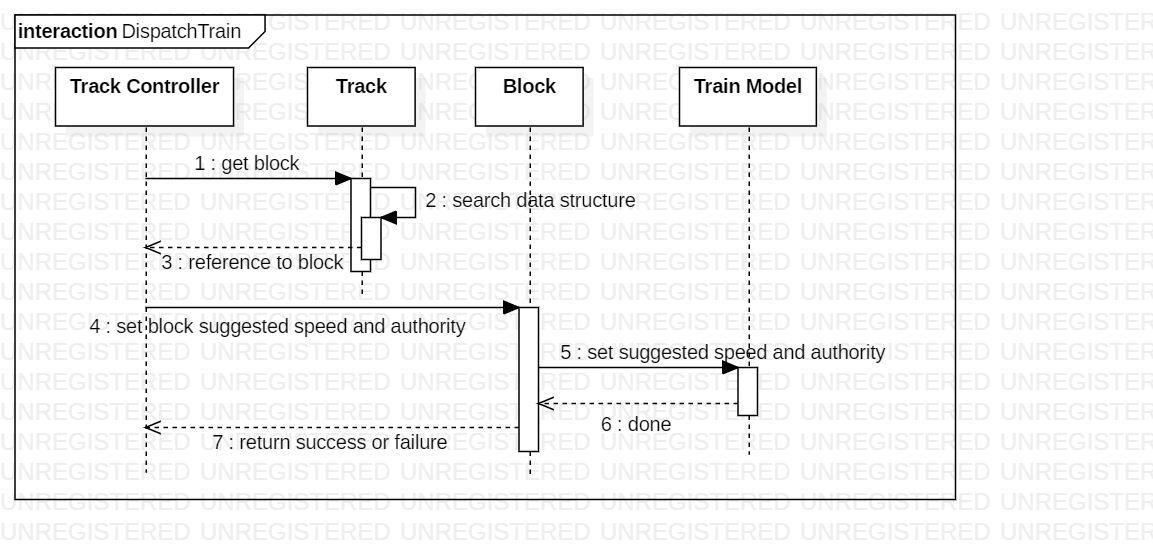 interaction DispatchTrain
Track Controller
Track
Block
Train Model
1 : get block
2 : search data structure
3 : reference to block
4 : set block suggested speed and authority
5 : set suggested speed and authority
6 : done
7 : return success or failure
UNREGISTERED UNREGISTERED UNREGISTERED UNREGISTERED UNREGISTERED UNREGISTER